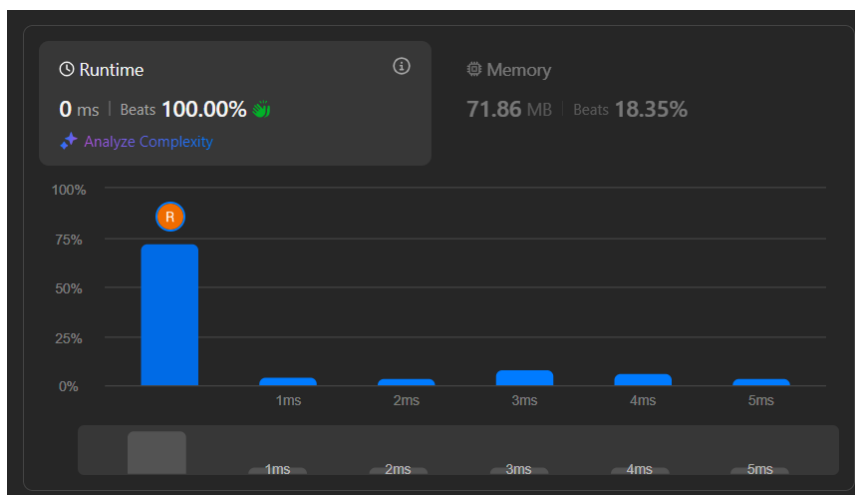 Runtime
0 ms | Beats 100.00%
Analyze Complexity
Memory
71.86 MB | Beats 18.35%
100%
75%
50%
25%
0%
R
1ms 2ms 3ms 4ms 5ms
1ms 2ms 3ms 4ms 5ms